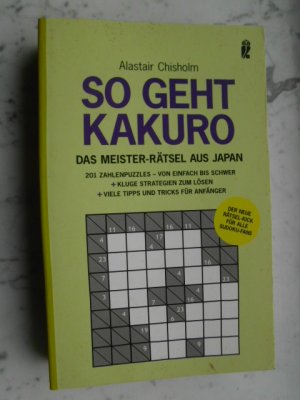 Alastair Chisholm
SO GEHT
KAKURO
DAS MEISTER-RÄTSEL AUS JAPAN
201 ZAHLENPUZZLES – VON EINFACH BIS SCHWER
+ KLUGE STRATEGIEN ZUM LÖSEN
+ VIELE TIPPS UND TRICKS FÜR ANFÄNGER
DER NEUE
RÄTSEL-KICK
FÜR ALLE
SUDOKU-FANS